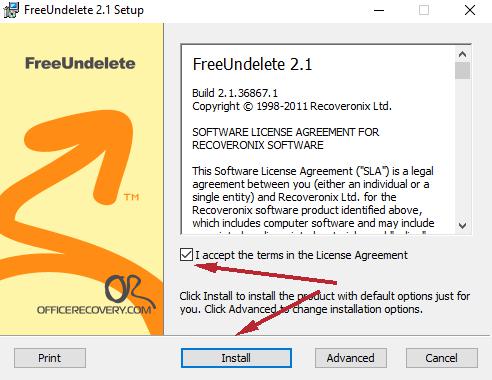 FreeUndelete 2.1 Setup
FreeUndelete
TM
OFFICERECOVERY.COM
FreeUndelete 2.1
Build 2.1.36867.1
Copyright © 1998-2011 Recoveronix Ltd.
SOFTWARE LICENSE AGREEMENT FOR
RECOVERONIX SOFTWARE
This Software License Agreement ("SLA") is a legal
agreement between you (either an individual or a
single entity) and Recoveronix Ltd. for the
Recoveronix software product identified above,
which includes computer software and may include
I accept the terms in the License Agreement
Click Install to install the product with default options just for
you. Click Advanced to change installation options.
Print
Install
Advanced
Cancel